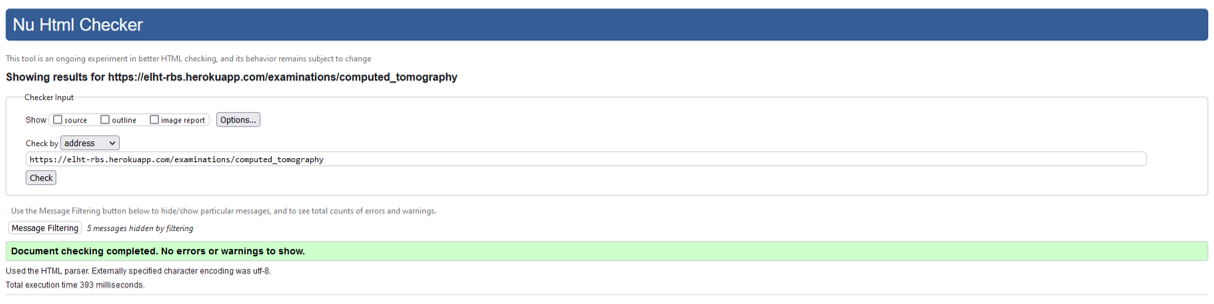 Nu Html Checker
This tool is an ongoing experiment in better HTML checking, and its behavior remains subject to change
Showing results for https://elht-rbs.herokuapp.com/examinations/computed_tomography
Checker Input
Show source outline image report Options...
Check by address
https://elht-rbs.herokuapp.com/examinations/computed_tomography
Check
Use the Message Filtering button below to hide/show particular messages, and to see total counts of errors and warnings.
Message Filtering 5 messages hidden by filtering
Document checking completed. No errors or warnings to show.
Used the HTML parser. Externally specified character encoding was utf-8.
Total execution time 393 milliseconds.